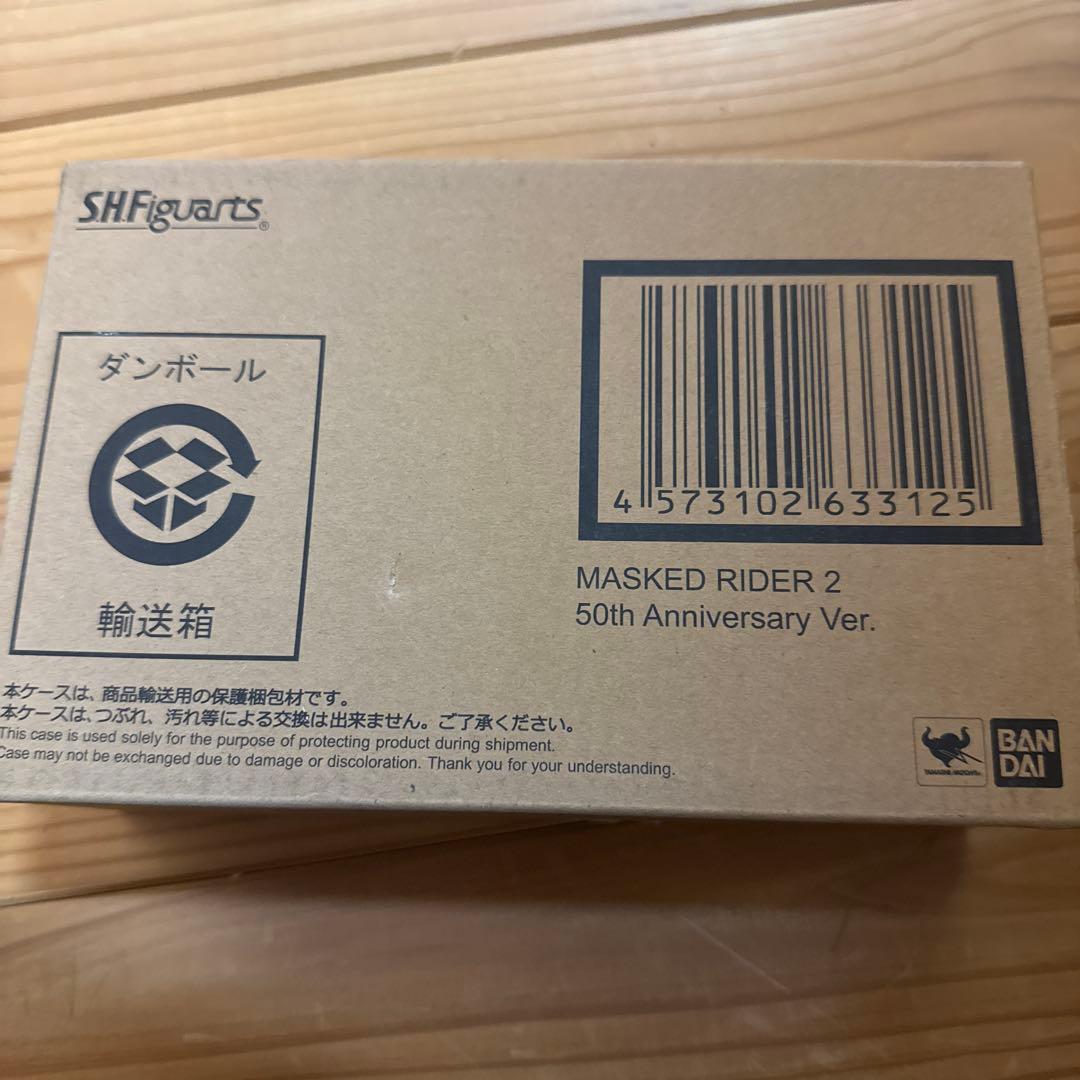 S.H.Figuarts®
ダンボール
輸送箱
4 573102 633125
MASKED RIDER 2
50th Anniversary Ver.
本ケースは、商品輸送用の保護梱包材です。
本ケースは、つぶれ、汚れ等による交換は出来ません。ご了承ください。
This case is used solely for the purpose of protecting product during shipment.
Case may not be exchanged due to damage or discoloration. Thank you for your understanding.
TAMASHII NATIONS
BAN
DAI